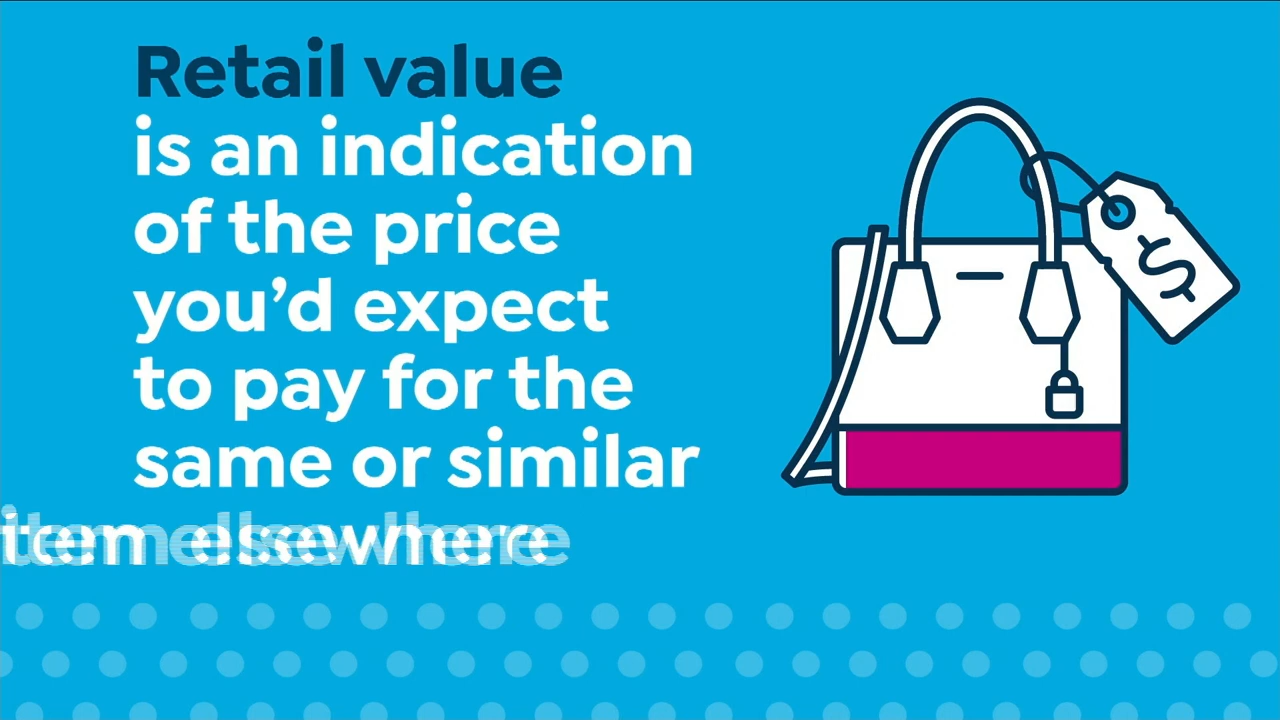 Retail value
is an indication
of the price
you'd expect
to pay for the
same or similar
item elsewhere
$